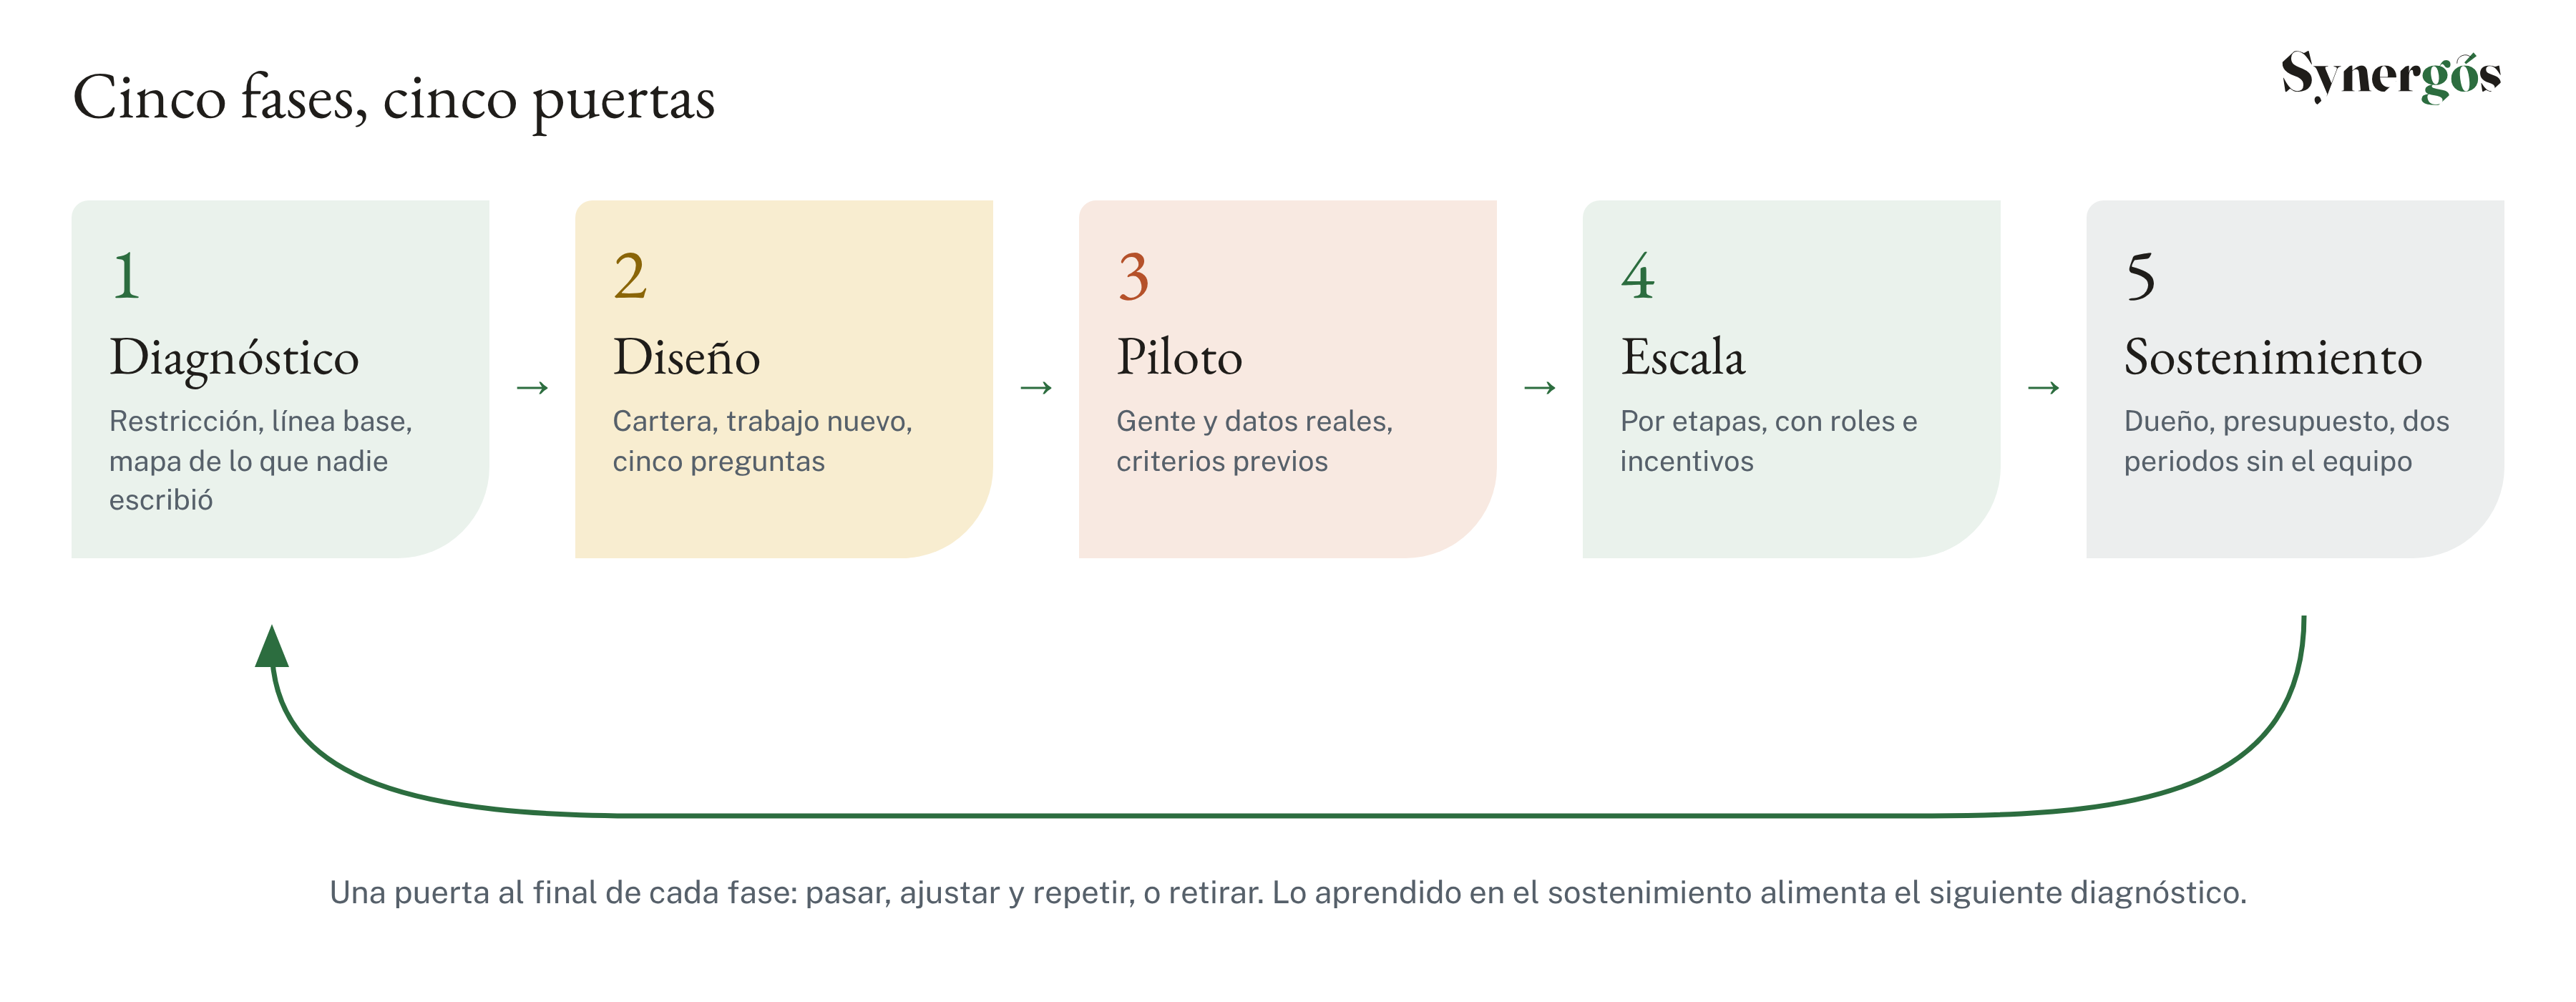 Cinco fases, cinco puertas
Synergós
1
Diagnóstico
Restricción, línea base,
mapa de lo que nadie
escribió
→
2
Diseño
Cartera, trabajo nuevo,
cinco preguntas
→
3
Piloto
Gente y datos reales,
criterios previos
→
4
Escala
Por etapas, con roles e
incentivos
→
5
Sostenimiento
Dueño, presupuesto, dos
periodos sin el equipo
Una puerta al final de cada fase: pasar, ajustar y repetir, o retirar. Lo aprendido en el sostenimiento alimenta el siguiente diagnóstico.